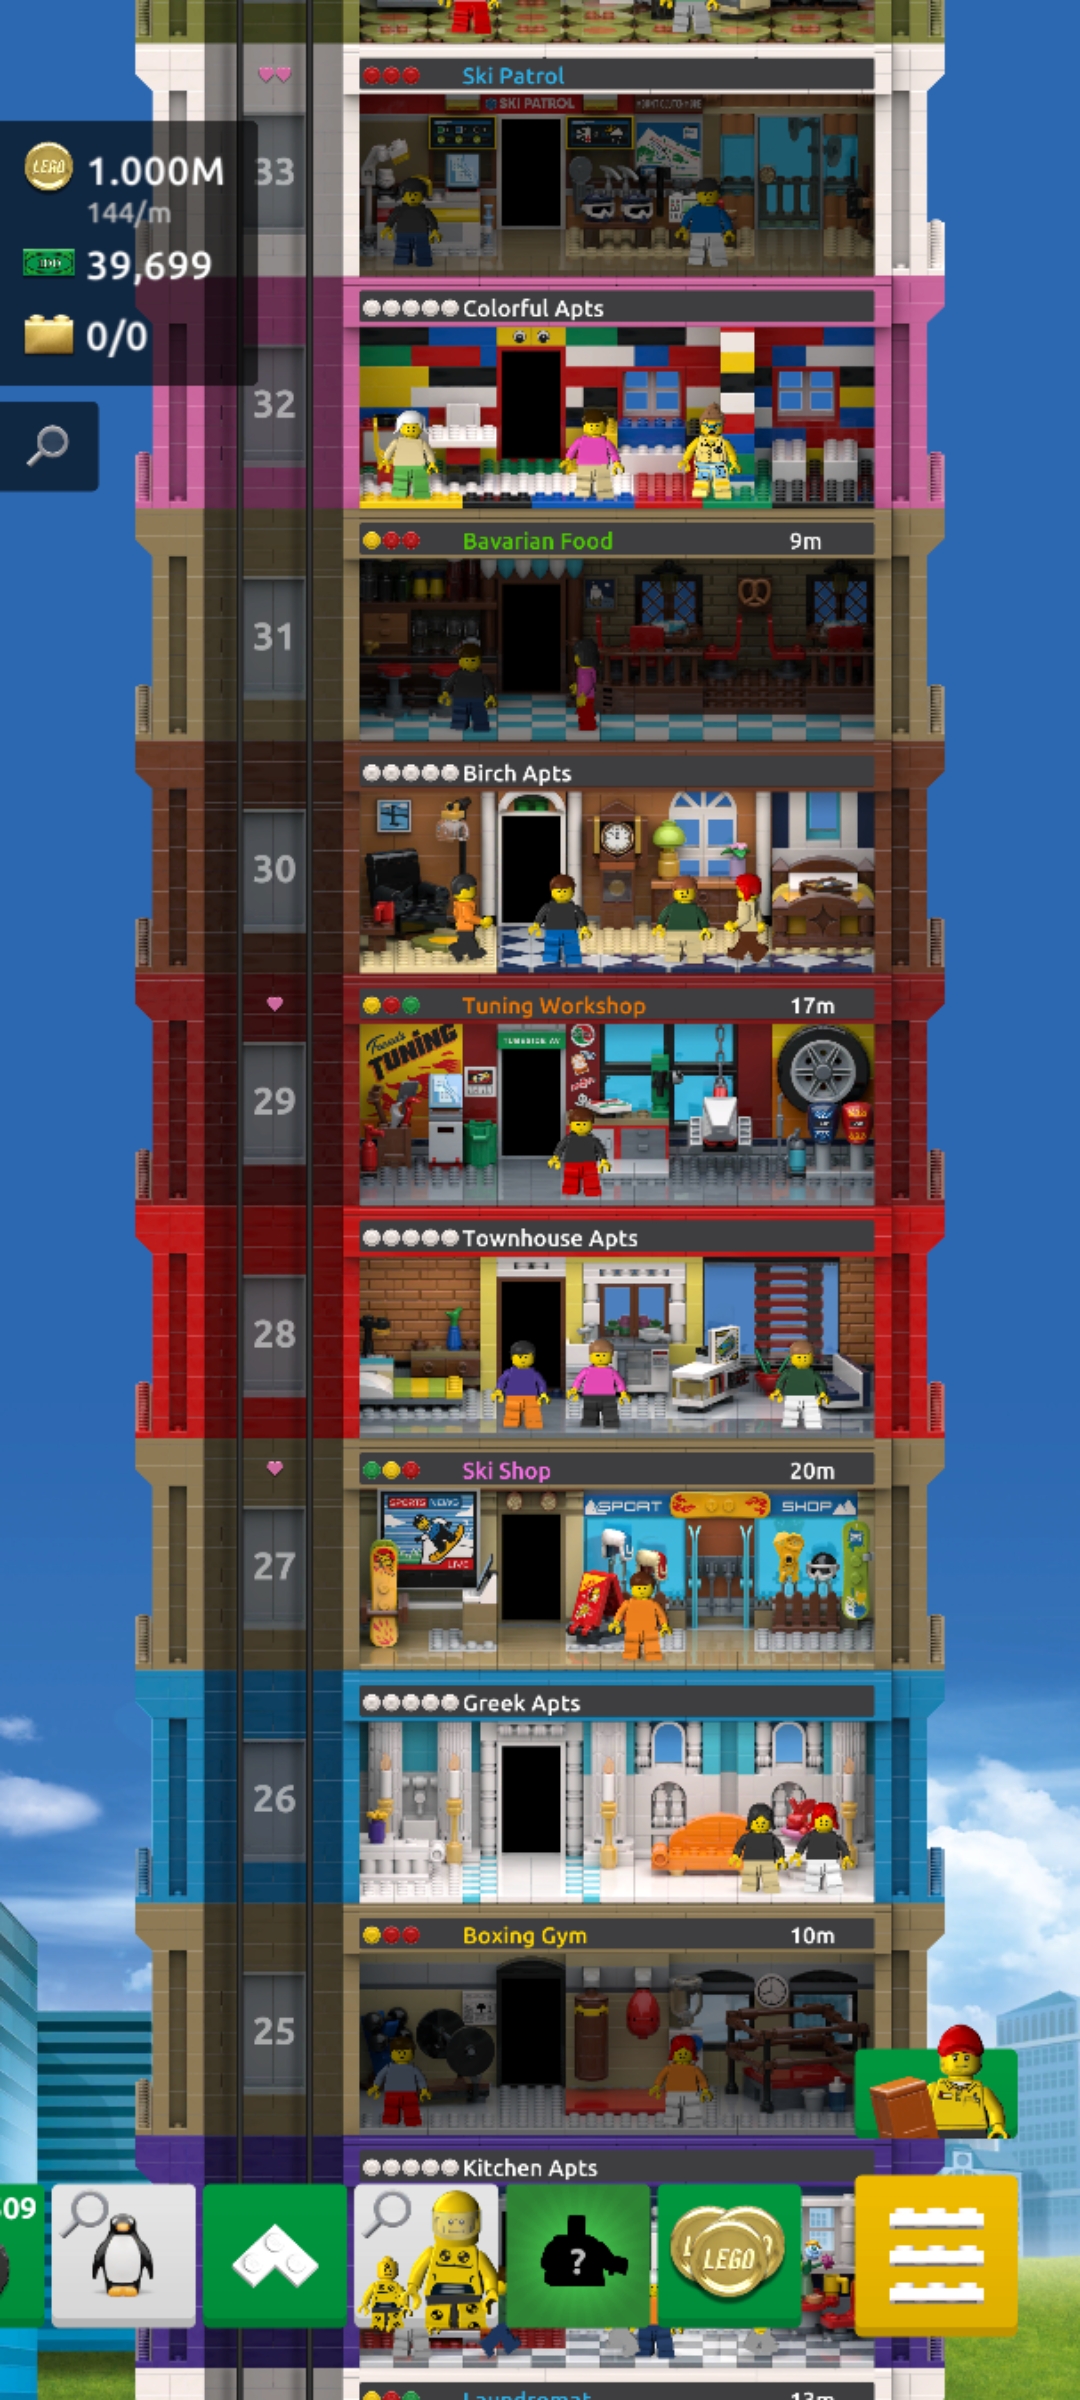 Ski Patrol
SKI PATROL
33
LEGO
1.000M
144/m
39,699
0/0
Colorful Apts
32
Bavarian Food 9m
31
Birch Apts
30
Tuning Workshop 17m
TUNING
29
Townhouse Apts
28
Ski Shop 20m
SPORTS NEWS
LIVE
SPORT SHOP
27
Greek Apts
26
Boxing Gym 10m
25
Kitchen Apts
509
?
LEGO
Laundromat 13m